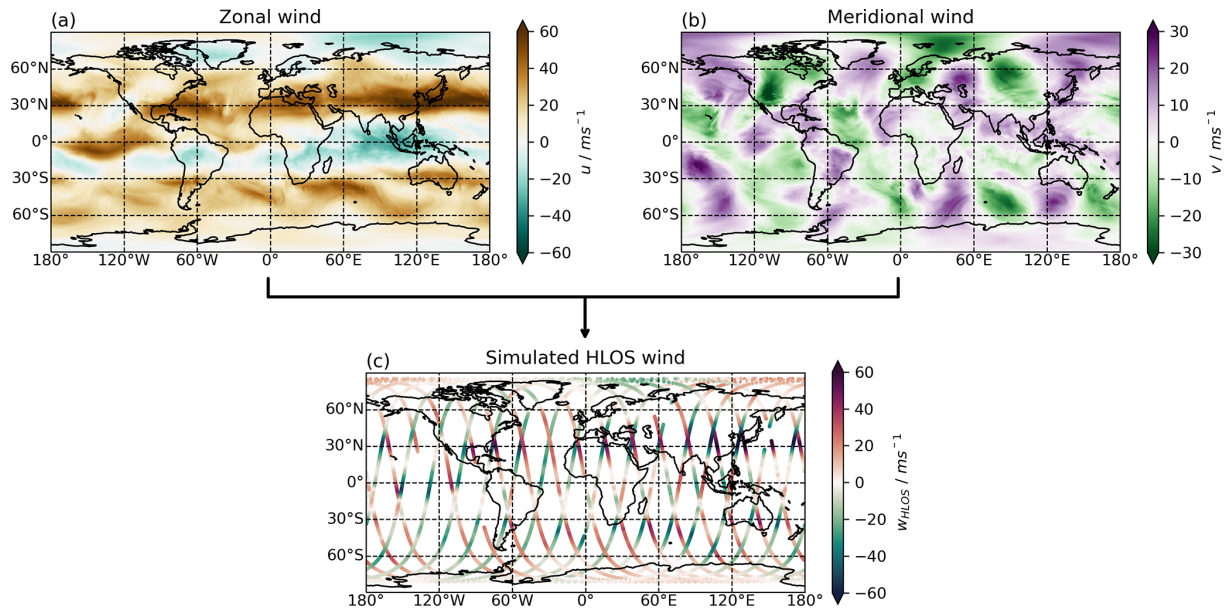 (a) Zonal wind
60°N
30°N
0°
30°S
60°S
180° 120°W 60°W 0° 60°E 120°E 180°
60
40
20
0
−20
−40
−60
u / ms⁻¹
(b) Meridional wind
60°N
30°N
0°
30°S
60°S
180° 120°W 60°W 0° 60°E 120°E 180°
30
20
10
0
−10
−20
−30
v / ms⁻¹
(c) Simulated HLOS wind
60°N
30°N
0°
30°S
60°S
180° 120°W 60°W 0° 60°E 120°E 180°
60
40
20
0
−20
−40
−60
w_HLOS / ms⁻¹